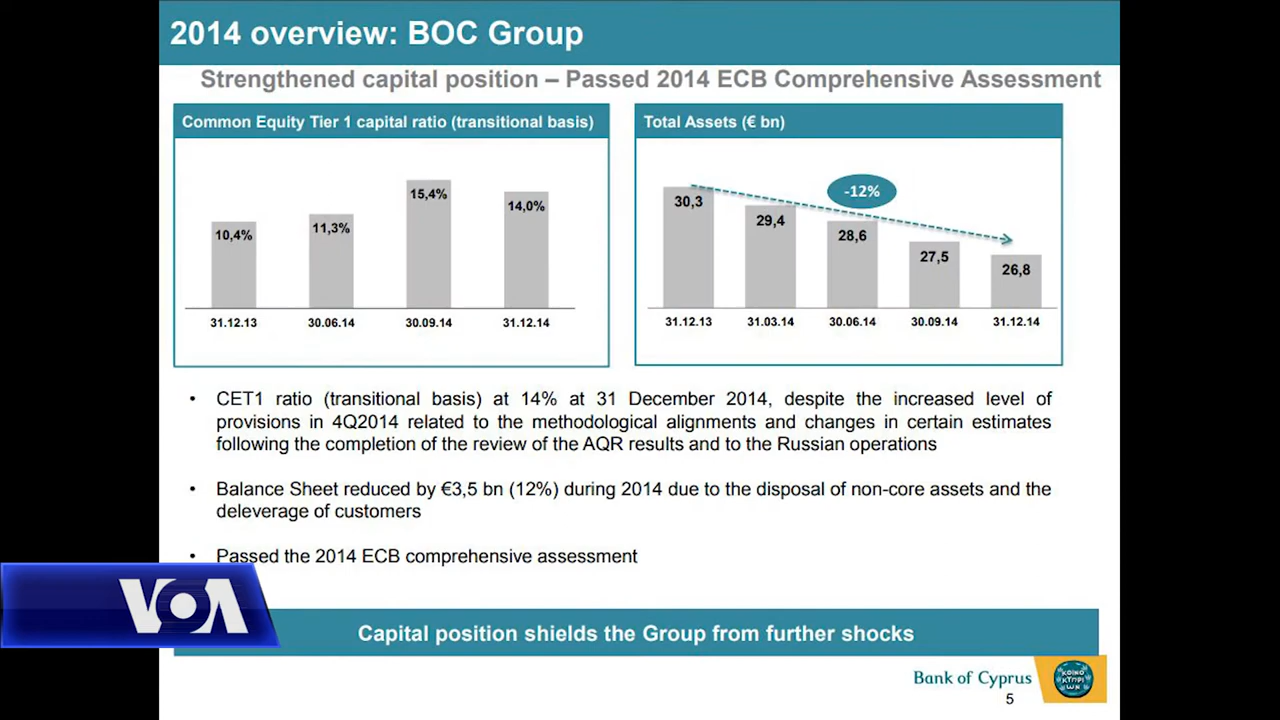 2014 overview: BOC Group
Strengthened capital position – Passed 2014 ECB Comprehensive Assessment
Common Equity Tier 1 capital ratio (transitional basis)
10,4%
11,3%
15,4%
14,0%
31.12.13
30.06.14
30.09.14
31.12.14
Total Assets (€ bn)
-12%
30,3
29,4
28,6
27,5
26,8
31.12.13
31.03.14
30.06.14
30.09.14
31.12.14
• CET1 ratio (transitional basis) at 14% at 31 December 2014, despite the increased level of
provisions in 4Q2014 related to the methodological alignments and changes in certain estimates
following the completion of the review of the AQR results and to the Russian operations
• Balance Sheet reduced by €3,5 bn (12%) during 2014 due to the disposal of non-core assets and the
deleverage of customers
• Passed the 2014 ECB comprehensive assessment
VOA
Capital position shields the Group from further shocks
Bank of Cyprus
ΚΟΙΝΟ
ΚΥΠΡΙ
ΩΝ
5